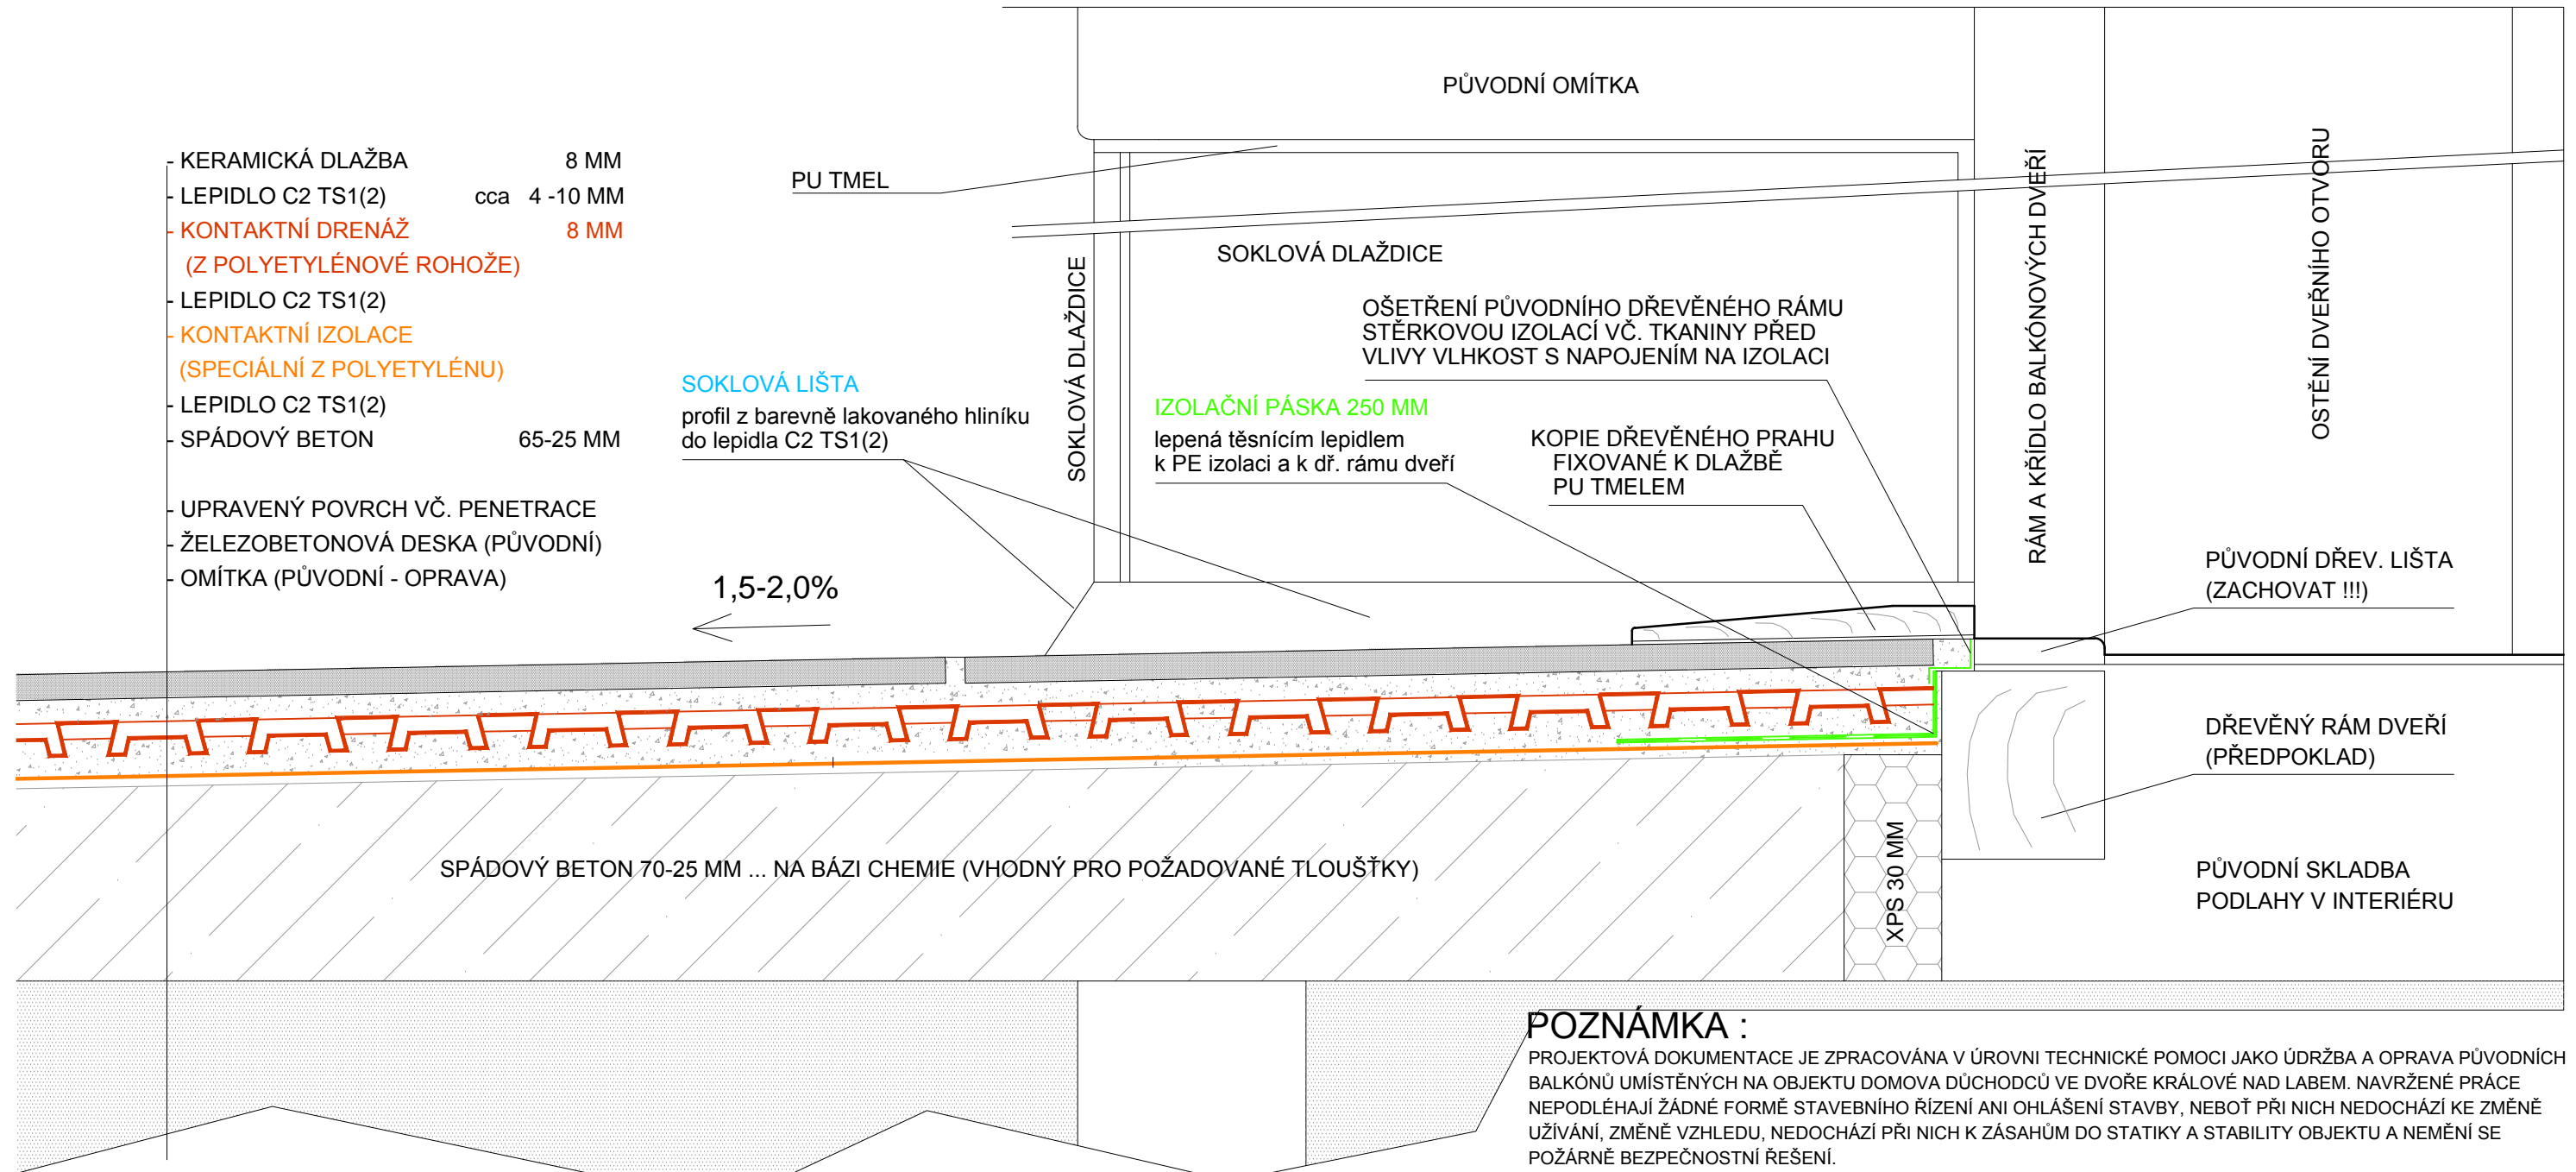 PŮVODNÍ OMÍTKA
- KERAMICKÁ DLAŽBA 8 MM
- LEPIDLO C2 TS1(2) cca 4 -10 MM
- KONTAKTNÍ DRENÁŽ 8 MM
(Z POLYETYLÉNOVÉ ROHOŽE)
- LEPIDLO C2 TS1(2)
- KONTAKTNÍ IZOLACE
(SPECIÁLNÍ Z POLYETYLÉNU)
- LEPIDLO C2 TS1(2)
- SPÁDOVÝ BETON 65-25 MM
- UPRAVENÝ POVRCH VČ. PENETRACE
- ŽELEZOBETONOVÁ DESKA (PŮVODNÍ)
- OMÍTKA (PŮVODNÍ - OPRAVA)
PU TMEL
SOKLOVÁ LIŠTA
profil z barevně lakovaného hliníku
do lepidla C2 TS1(2)
1,5-2,0%
SOKLOVÁ DLAŽDICE
SOKLOVÁ DLAŽDICE
OŠETŘENÍ PŮVODNÍHO DŘEVĚNÉHO RÁMU
STĚRKOVOU IZOLACÍ VČ. TKANINY PŘED
VLIVY VLHKOST S NAPOJENÍM NA IZOLACI
IZOLAČNÍ PÁSKA 250 MM
lepená těsnícím lepidlem
k PE izolaci a k dř. rámu dveří
KOPIE DŘEVĚNÉHO PRAHU
FIXOVANÉ K DLAŽBĚ
PU TMELEM
RÁM A KŘÍDLO BALKÓNOVÝCH DVEŘÍ
OSTĚNÍ DVEŘNÍHO OTVORU
PŮVODNÍ DŘEV. LIŠTA
(ZACHOVAT !!!)
DŘEVĚNÝ RÁM DVEŘÍ
(PŘEDPOKLAD)
SPÁDOVÝ BETON 70-25 MM ... NA BÁZI CHEMIE (VHODNÝ PRO POŽADOVANÉ TLOUŠŤKY)
XPS 30 MM
PŮVODNÍ SKLADBA
PODLAHY V INTERIÉRU
POZNÁMKA :
PROJEKTOVÁ DOKUMENTACE JE ZPRACOVÁNA V ÚROVNI TECHNICKÉ POMOCI JAKO ÚDRŽBA A OPRAVA PŮVODNÍCH
BALKÓNŮ UMÍSTĚNÝCH NA OBJEKTU DOMOVA DŮCHODCŮ VE DVOŘE KRÁLOVÉ NAD LABEM. NAVRŽENÉ PRÁCE
NEPODLÉHAJÍ ŽÁDNÉ FORMĚ STAVEBNÍHO ŘÍZENÍ ANI OHLÁŠENÍ STAVBY, NEBOŤ PŘI NICH NEDOCHÁZÍ KE ZMĚNĚ
UŽÍVÁNÍ, ZMĚNĚ VZHLEDU, NEDOCHÁZÍ PŘI NICH K ZÁSAHŮM DO STATIKY A STABILITY OBJEKTU A NEMĚNÍ SE
POŽÁRNĚ BEZPEČNOSTNÍ ŘEŠENÍ.